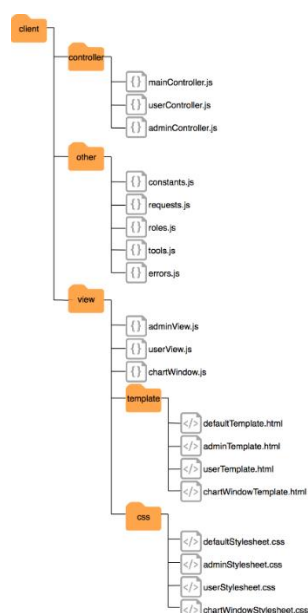 client
controller
mainController.js
userController.js
adminController.js
other
constants.js
requests.js
roles.js
tools.js
errors.js
view
adminView.js
userView.js
chartWindow.js
template
defaultTemplate.html
adminTemplate.html
userTemplate.html
chartWindowTemplate.html
css
defaultStylesheet.css
adminStylesheet.css
userStylesheet.css
chartWindowStylesheet.css